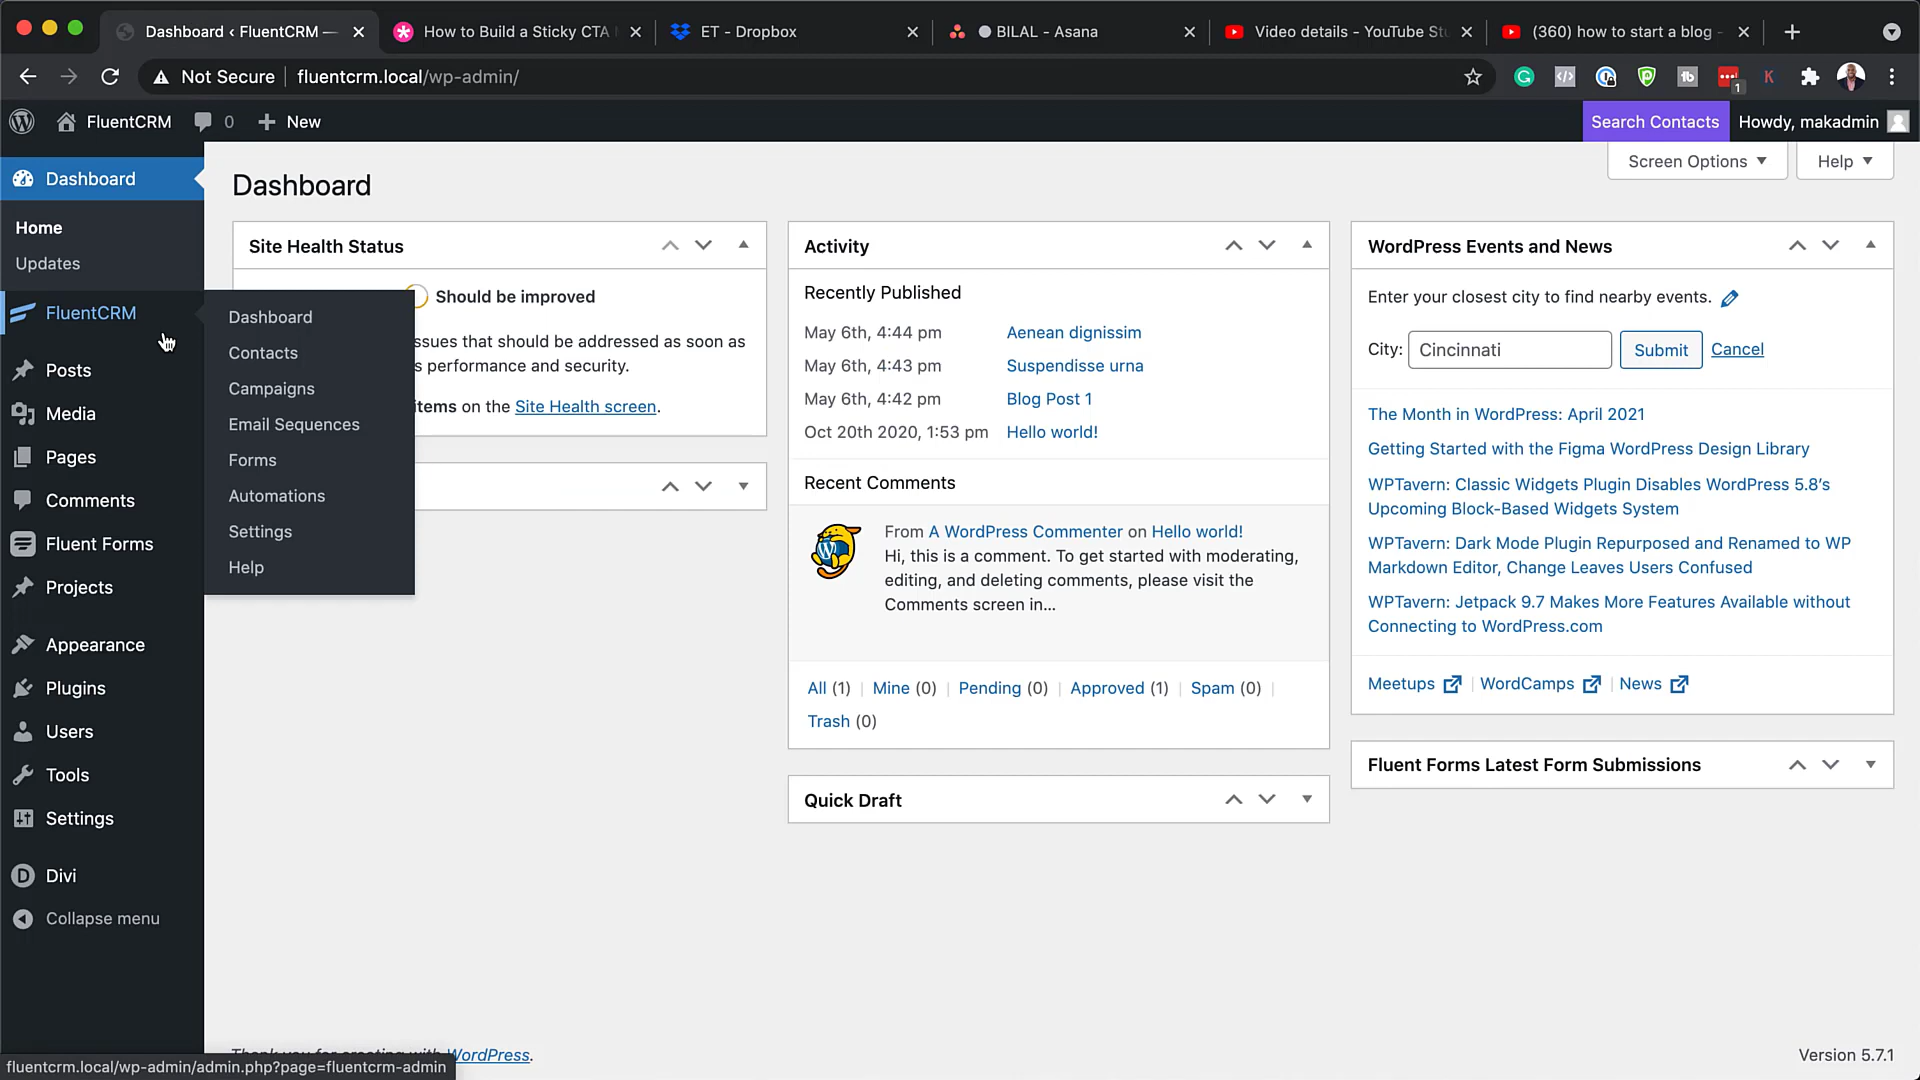 Dashboard ‹ FluentCRM —
How to Build a Sticky CTA
ET - Dropbox
BILAL - Asana
Video details - YouTube Stu
(360) how to start a blog -
Not Secure
fluentcrm.local/wp-admin/
1
FluentCRM
0
New
Search Contacts
Howdy, makadmin
Screen Options
Help
Dashboard
Home
Updates
FluentCRM
Posts
Media
Pages
Comments
Fluent Forms
Projects
Appearance
Plugins
Users
Tools
Settings
Divi
Collapse menu
Dashboard
Contacts
Campaigns
Email Sequences
Forms
Automations
Settings
Help
Dashboard
Site Health Status
Should be improved
ssues that should be addressed as soon as
s performance and security.
items on the Site Health screen.
Activity
Recently Published
May 6th, 4:44 pm Aenean dignissim
May 6th, 4:43 pm Suspendisse urna
May 6th, 4:42 pm Blog Post 1
Oct 20th 2020, 1:53 pm Hello world!
Recent Comments
From A WordPress Commenter on Hello world!
Hi, this is a comment. To get started with moderating,
editing, and deleting comments, please visit the
Comments screen in…
All (1) | Mine (0) | Pending (0) | Approved (1) | Spam (0) |
Trash (0)
Quick Draft
WordPress Events and News
Enter your closest city to find nearby events.
City: Cincinnati Submit Cancel
The Month in WordPress: April 2021
Getting Started with the Figma WordPress Design Library
WPTavern: Classic Widgets Plugin Disables WordPress 5.8’s
Upcoming Block-Based Widgets System
WPTavern: Dark Mode Plugin Repurposed and Renamed to WP
Markdown Editor, Change Leaves Users Confused
WPTavern: Jetpack 9.7 Makes More Features Available without
Connecting to WordPress.com
Meetups | WordCamps | News
Fluent Forms Latest Form Submissions
Thank you for creating with WordPress.
Version 5.7.1
fluentcrm.local/wp-admin/admin.php?page=fluentcrm-admin